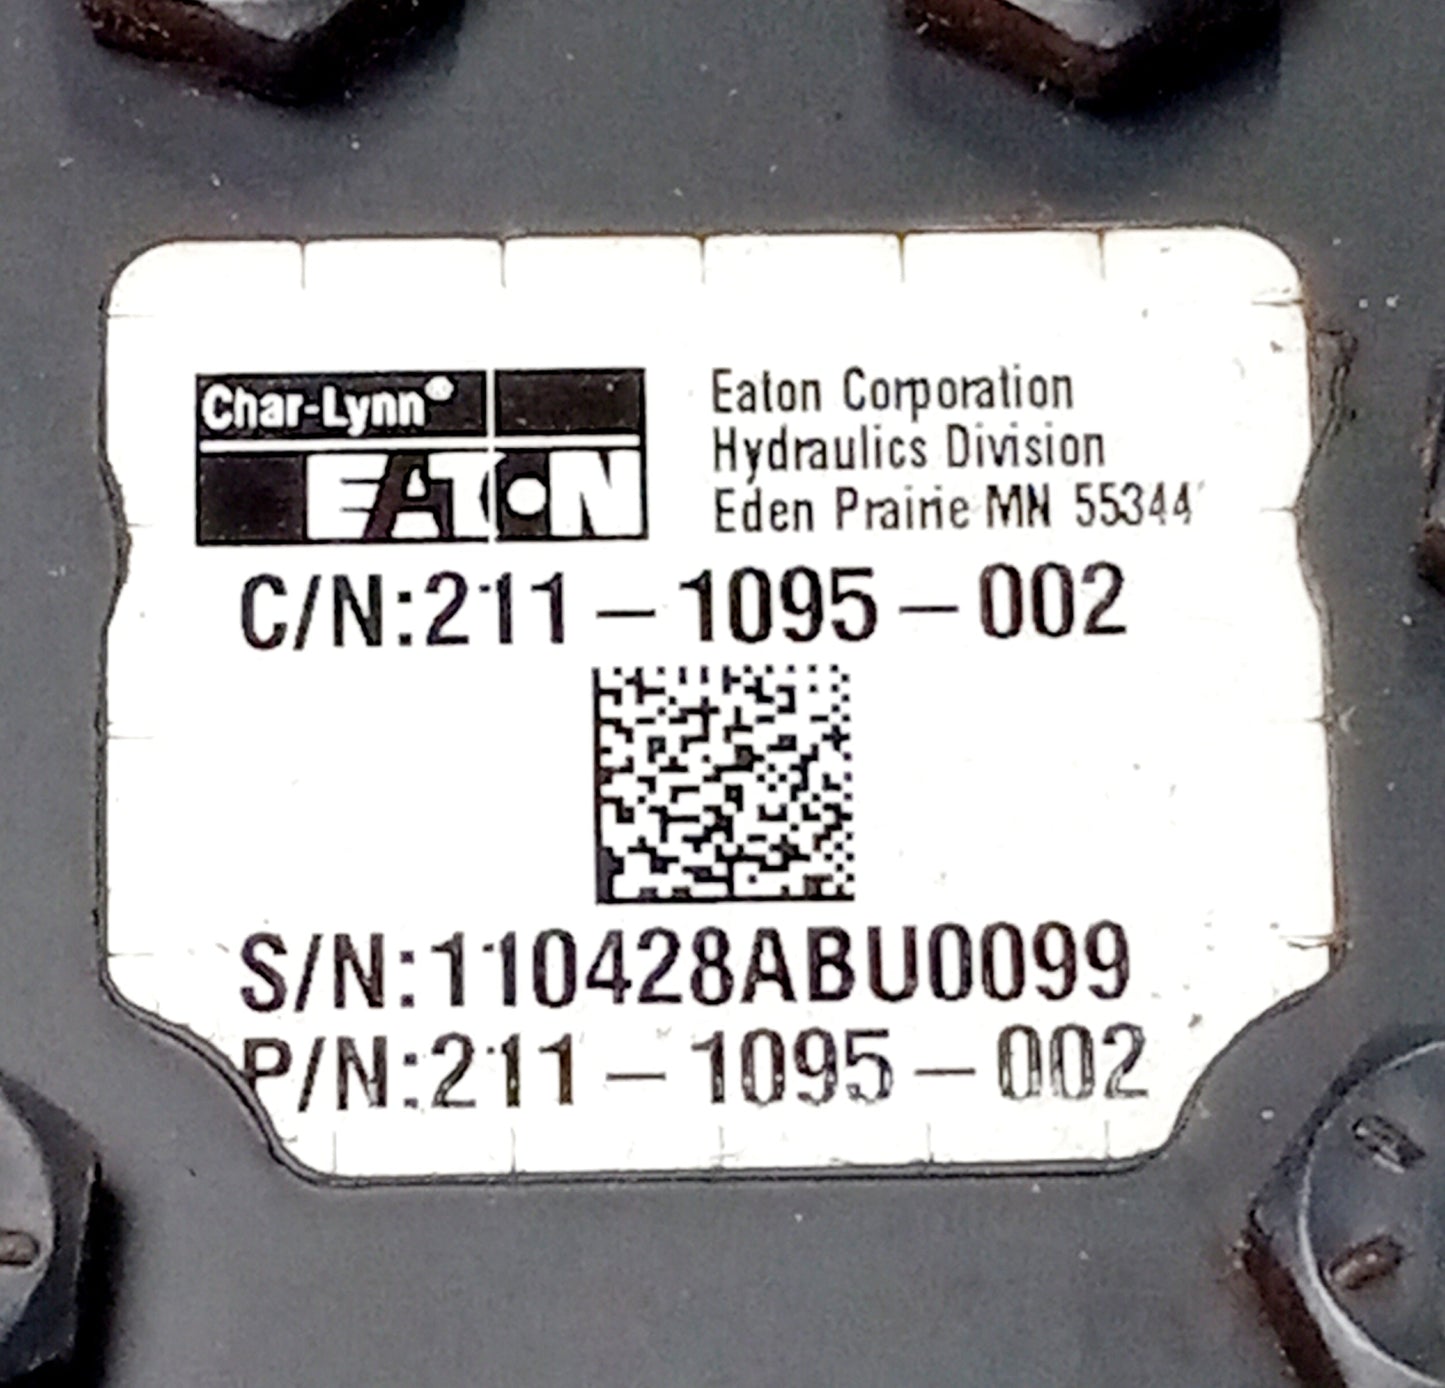 Char-Lynn®
EATON
Eaton Corporation
Hydraulics Division
Eden Prairie MN 55344
C/N:211-1095-002
S/N:110428ABU0099
P/N:211-1095-002